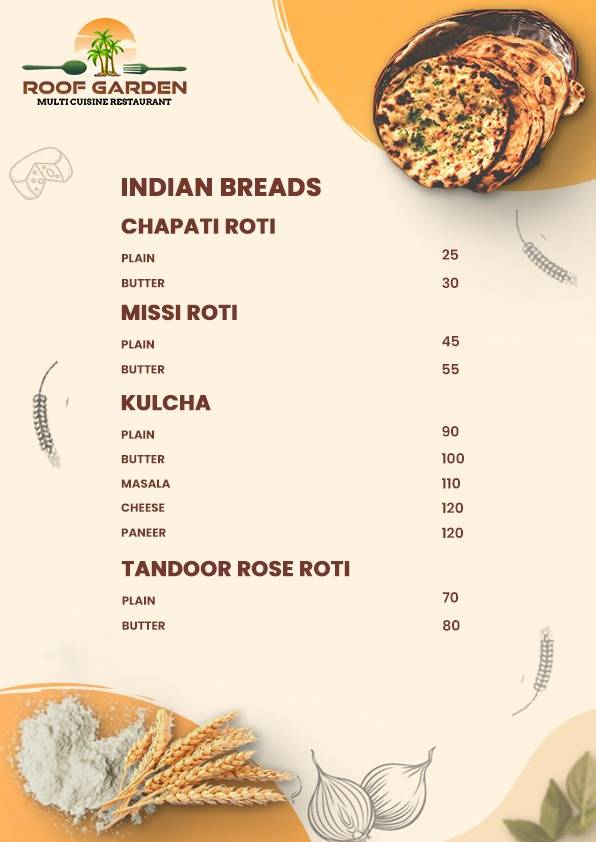 ROOF GARDEN
MULTI CUISINE RESTAURANT
INDIAN BREADS
CHAPATI ROTI
PLAIN 25
BUTTER 30
MISSI ROTI
PLAIN 45
BUTTER 55
KULCHA
PLAIN 90
BUTTER 100
MASALA 110
CHEESE 120
PANEER 120
TANDOOR ROSE ROTI
PLAIN 70
BUTTER 80